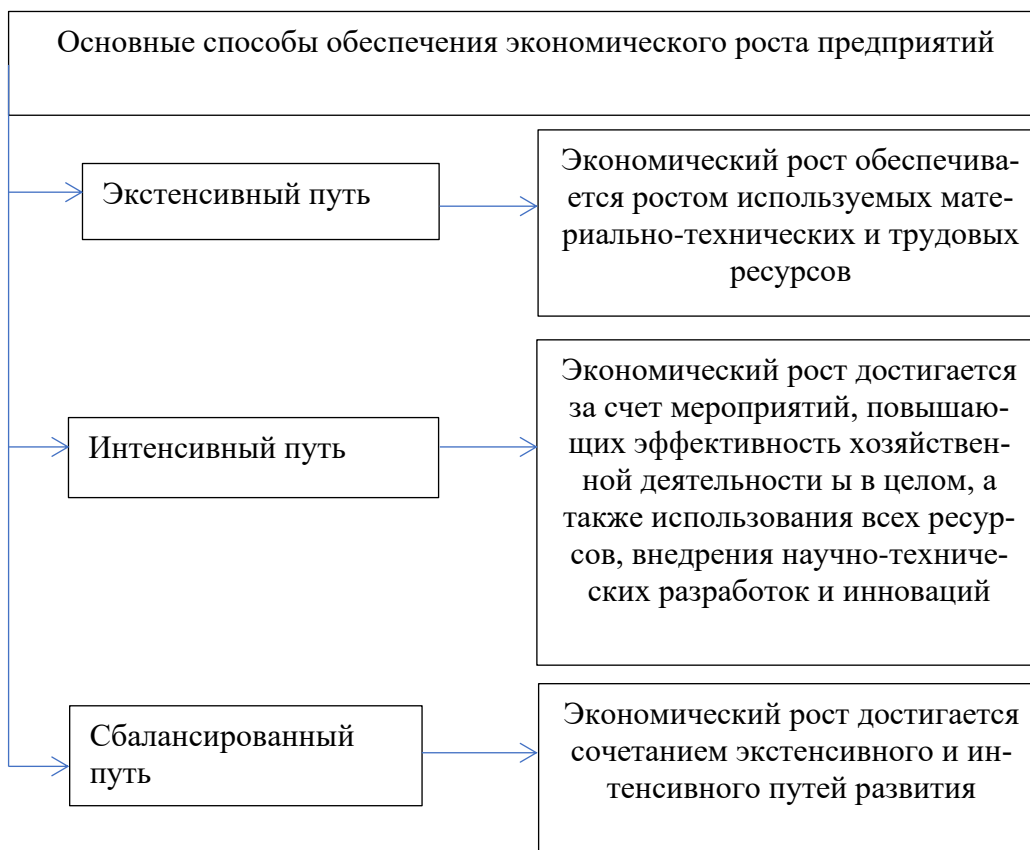 Основные способы обеспечения экономического роста предприятий
Экстенсивный путь
Экономический рост обеспечива-
ется ростом используемых мате-
риально-технических и трудовых
ресурсов
Интенсивный путь
Экономический рост достигается
за счет мероприятий, повышаю-
щих эффективность хозяйствен-
ной деятельности ы в целом, а
также использования всех ресур-
сов, внедрения научно-техниче-
ских разработок и инноваций
Сбалансированный
путь
Экономический рост достигается
сочетанием экстенсивного и ин-
тенсивного путей развития